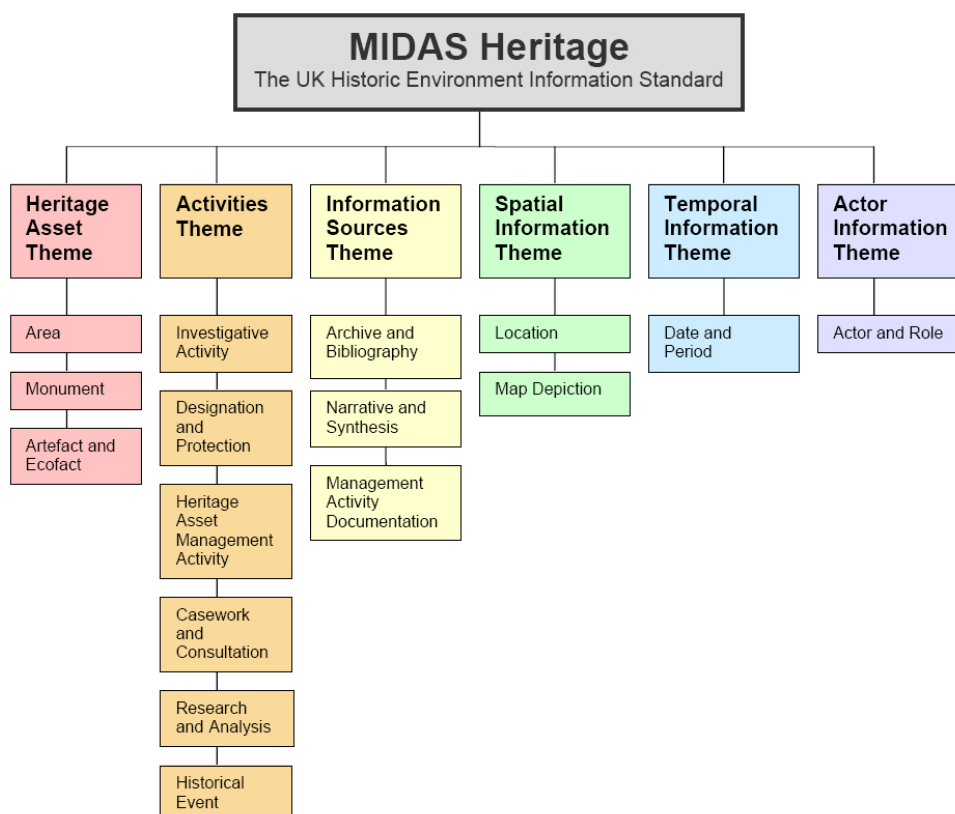 MIDAS Heritage
The UK Historic Environment Information Standard
Heritage
Asset
Theme
Area
Monument
Artefact and
Ecofact
Activities
Theme
Investigative
Activity
Designation
and
Protection
Heritage
Asset
Management
Activity
Casework
and
Consultation
Research
and Analysis
Historical
Event
Information
Sources
Theme
Archive and
Bibliography
Narrative and
Synthesis
Management
Activity
Documentation
Spatial
Information
Theme
Location
Map Depiction
Temporal
Information
Theme
Date and
Period
Actor
Information
Theme
Actor and Role